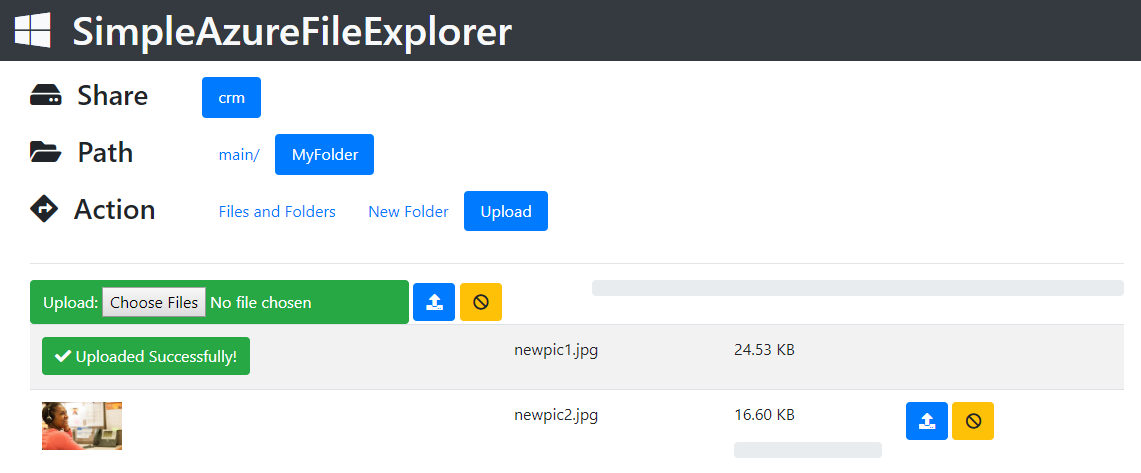 SimpleAzureFileExplorer
Share crm
Path main/ MyFolder
Action Files and Folders New Folder Upload
Upload: Choose Files No file chosen
Uploaded Successfully! newpic1.jpg 24.53 KB
newpic2.jpg 16.60 KB